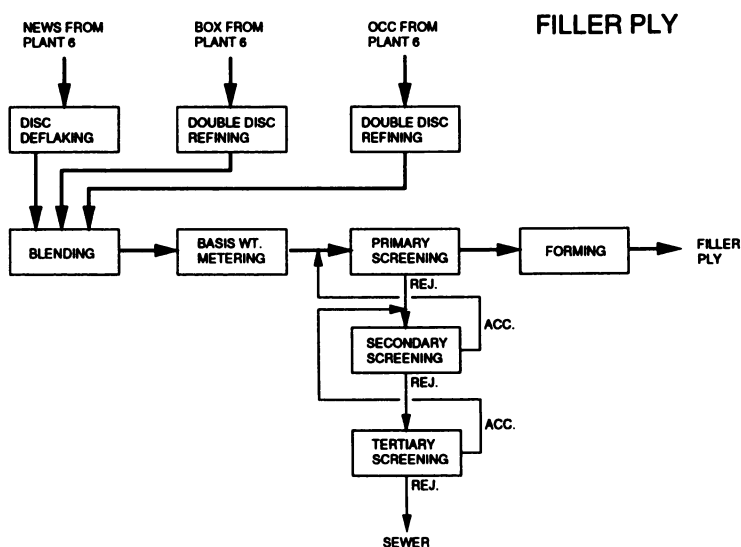 FILLER PLY
NEWS FROM
PLANT 6
BOX FROM
PLANT 6
OCC FROM
PLANT 6
DISC
DEFLAKING
DOUBLE DISC
REFINING
DOUBLE DISC
REFINING
BLENDING
BASIS WT.
METERING
PRIMARY
SCREENING
FORMING
FILLER
PLY
REJ.
ACC.
SECONDARY
SCREENING
REJ.
ACC.
TERTIARY
SCREENING
REJ.
SEWER